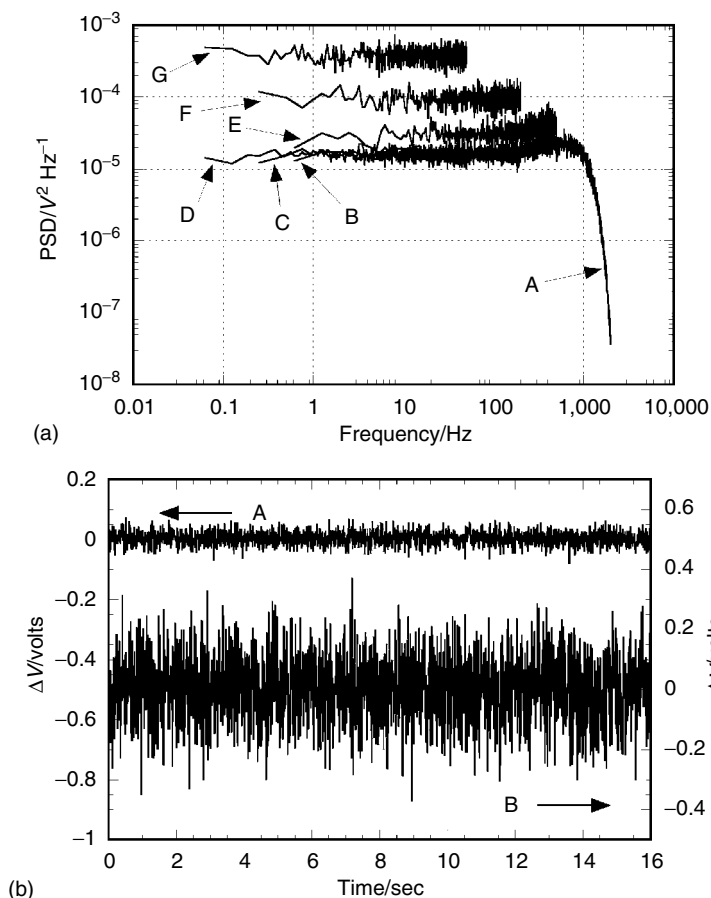 10⁻³
10⁻⁴
10⁻⁵
10⁻⁶
10⁻⁷
10⁻⁸
PSD/V² Hz⁻¹
G
F
E
D
C
B
A
0.01 0.1 1 10 100 1,000 10,000
Frequency/Hz
(a)
0.2
0
−0.2
−0.4
−0.6
−0.8
−1
ΔV/volts
A
B
0.6
0.4
0.2
0
−0.2
−0.4
0 2 4 6 8 10 12 14 16
Time/sec
(b)